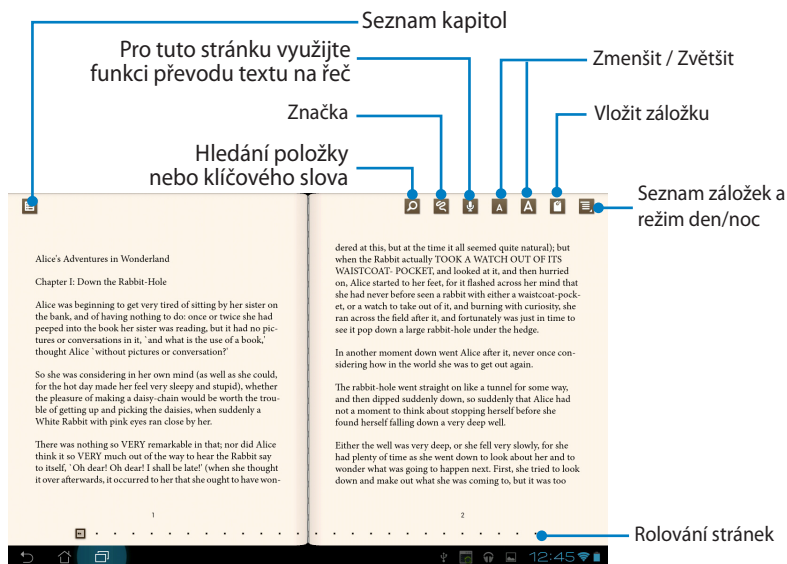 Seznam kapitol
Pro tuto stránku využijte
funkci převodu textu na řeč
Zmenšit / Zvětšit
Značka
Vložit záložku
Hledání položky
nebo klíčového slova
Seznam záložek a
režim den/noc
A A
Alice's Adventures in Wonderland
Chapter I: Down the Rabbit-Hole
Alice was beginning to get very tired of sitting by her sister on
the bank, and of having nothing to do: once or twice she had
peeped into the book her sister was reading, but it had no pic-
tures or conversations in it, `and what is the use of a book,'
thought Alice `without pictures or conversation?'
So she was considering in her own mind (as well as she could,
for the hot day made her feel very sleepy and stupid), whether
the pleasure of making a daisy-chain would be worth the trou-
ble of getting up and picking the daisies, when suddenly a
White Rabbit with pink eyes ran close by her.
There was nothing so VERY remarkable in that; nor did Alice
think it so VERY much out of the way to hear the Rabbit say
to itself, `Oh dear! Oh dear! I shall be late!' (when she thought
it over afterwards, it occurred to her that she ought to have won-
1
dered at this, but at the time it all seemed quite natural); but
when the Rabbit actually TOOK A WATCH OUT OF ITS
WAISTCOAT- POCKET, and looked at it, and then hurried
on, Alice started to her feet, for it flashed across her mind that
she had never before seen a rabbit with either a waistcoat-pock-
et, or a watch to take out of it, and burning with curiosity, she
ran across the field after it, and fortunately was just in time to
see it pop down a large rabbit-hole under the hedge.
In another moment down went Alice after it, never once con-
sidering how in the world she was to get out again.
The rabbit-hole went straight on like a tunnel for some way,
and then dipped suddenly down, so suddenly that Alice had
not a moment to think about stopping herself before she
found herself falling down a very deep well.
Either the well was very deep, or she fell very slowly, for she
had plenty of time as she went down to look about her and to
wonder what was going to happen next. First, she tried to look
down and make out what she was coming to, but it was too
2
Rolování stránek
12:45